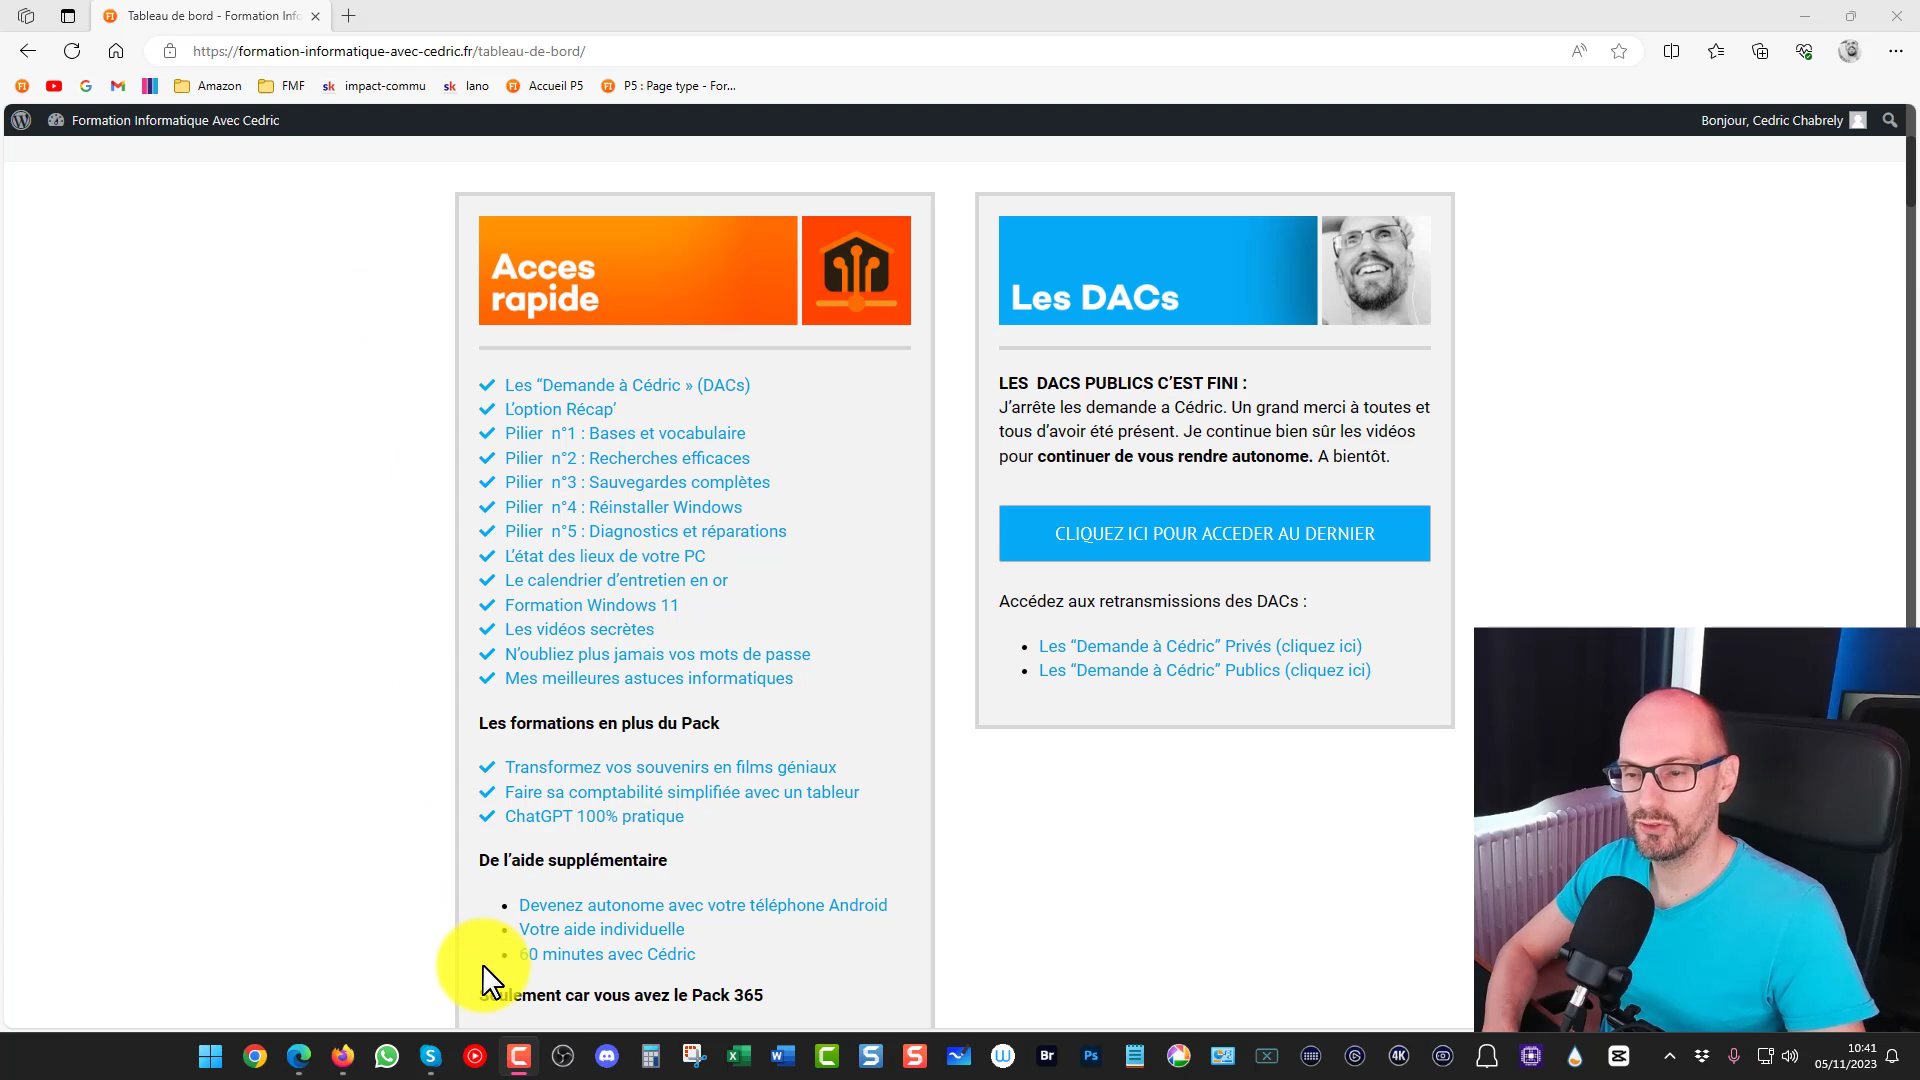 Tableau de bord - Formation Info
https://formation-informatique-avec-cedric.fr/tableau-de-bord/
Amazon
FMF
sk impact-commu
sk lano
FI Accueil P5
FI P5 : Page type - For...
Formation Informatique Avec Cedric
Bonjour, Cedric Chabrely
Acces
rapide
Les “Demande à Cédric » (DACs)
L’option Récap’
Pilier n°1 : Bases et vocabulaire
Pilier n°2 : Recherches efficaces
Pilier n°3 : Sauvegardes complètes
Pilier n°4 : Réinstaller Windows
Pilier n°5 : Diagnostics et réparations
L’état des lieux de votre PC
Le calendrier d’entretien en or
Formation Windows 11
Les vidéos secrètes
N’oubliez plus jamais vos mots de passe
Mes meilleures astuces informatiques
Les formations en plus du Pack
Transformez vos souvenirs en films géniaux
Faire sa comptabilité simplifiée avec un tableur
ChatGPT 100% pratique
De l’aide supplémentaire
Devenez autonome avec votre téléphone Android
Votre aide individuelle
60 minutes avec Cédric
Seulement car vous avez le Pack 365
Les DACs
LES DACS PUBLICS C’EST FINI :
J’arrête les demande a Cédric. Un grand merci à toutes et
tous d’avoir été présent. Je continue bien sûr les vidéos
pour continuer de vous rendre autonome. A bientôt.
CLIQUEZ ICI POUR ACCEDER AU DERNIER
Accédez aux retransmissions des DACs :
Les “Demande à Cédric” Privés (cliquez ici)
Les “Demande à Cédric” Publics (cliquez ici)
Br
Ps
4K
10:41
05/11/2023